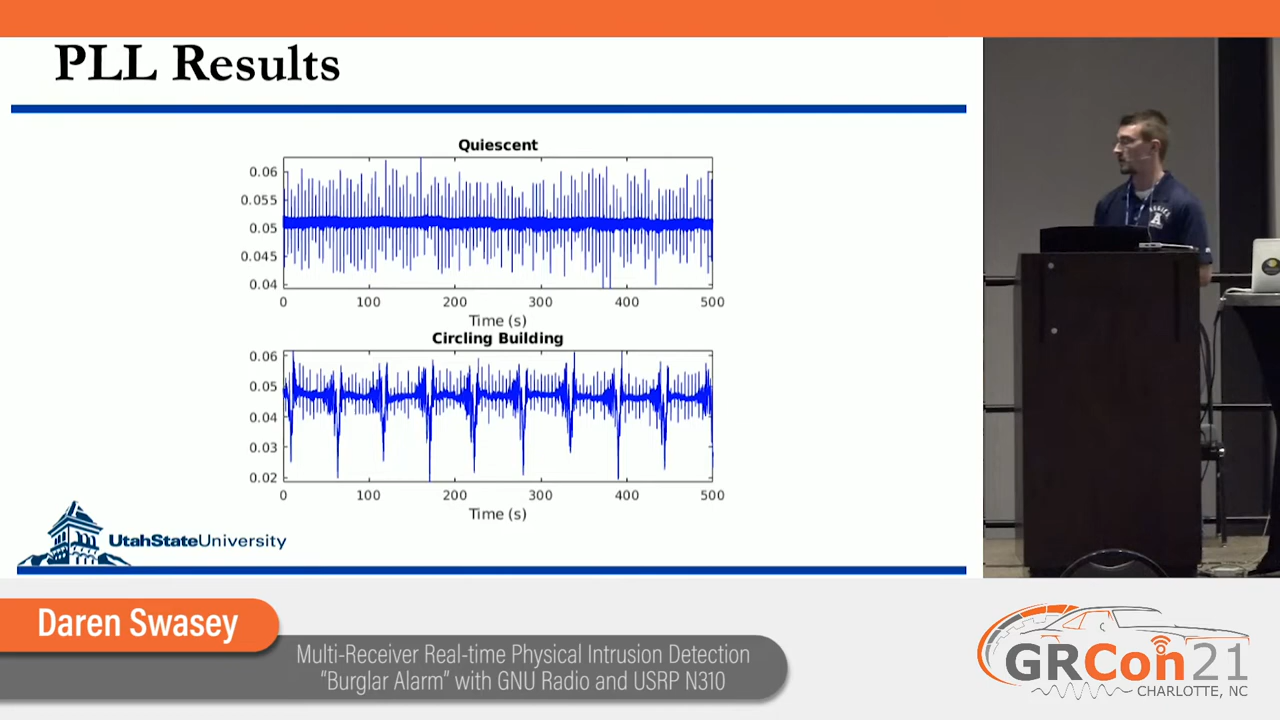 PLL Results
Quiescent
0.06
0.055
0.05
0.045
0.04
0 100 200 300 400 500
Time (s)
Circling Building
0.06
0.05
0.04
0.03
0.02
0 100 200 300 400 500
Time (s)
UtahStateUniversity
AGGIES
A
Daren Swasey
Multi-Receiver Real-time Physical Intrusion Detection
"Burglar Alarm" with GNU Radio and USRP N310
GRCon21
CHARLOTTE, NC